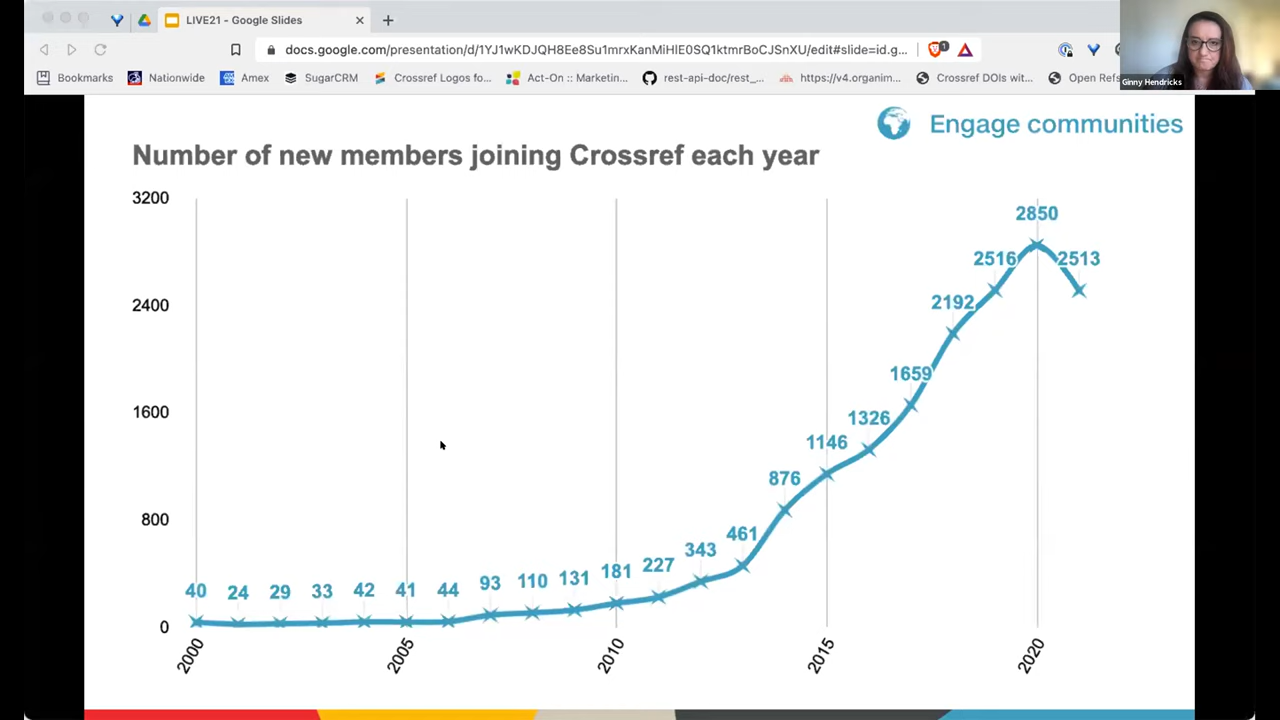 LIVE21 - Google Slides
docs.google.com/presentation/d/1YJ1wKDJQH8Ee8Su1mrxKanMiHlE0SQ1ktmrBoCJSnXU/edit#slide=id.g...
1
Bookmarks
Nationwide
Amex
SugarCRM
Crossref Logos fo...
Act-On :: Marketin...
rest-api-doc/rest_...
https://v4.organim...
Crossref DOIs wit...
Open Refs
Ginny Hendricks
Engage communities
Number of new members joining Crossref each year
3200
2400
1600
800
0
40
24
29
33
42
41
44
93
110
131
181
227
343
461
876
1146
1326
1659
2192
2516
2850
2513
2000
2005
2010
2015
2020